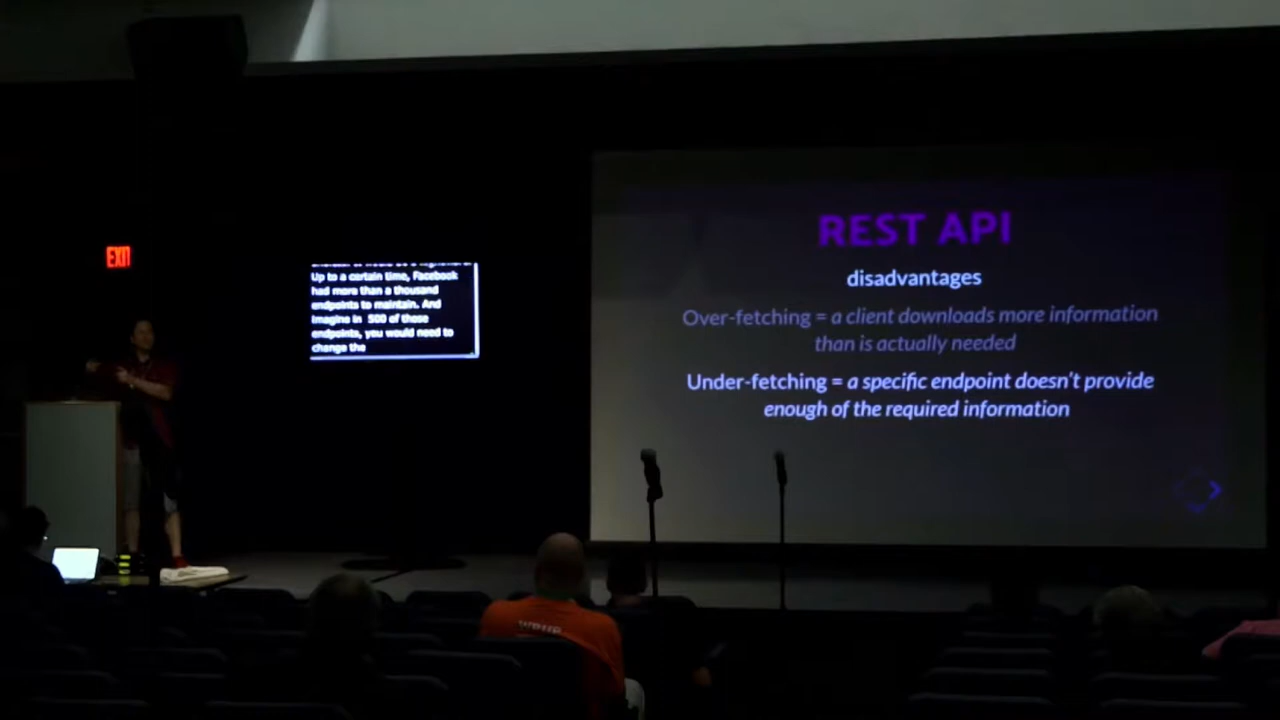 EXIT
Up to a certain time, Facebook
had more than a thousand
endpoints to maintain. And
imagine in 500 of those
endpoints, you would need to
change the
REST API
disadvantages
Over-fetching = a client downloads more information
than is actually needed
Under-fetching = a specific endpoint doesn't provide
enough of the required information